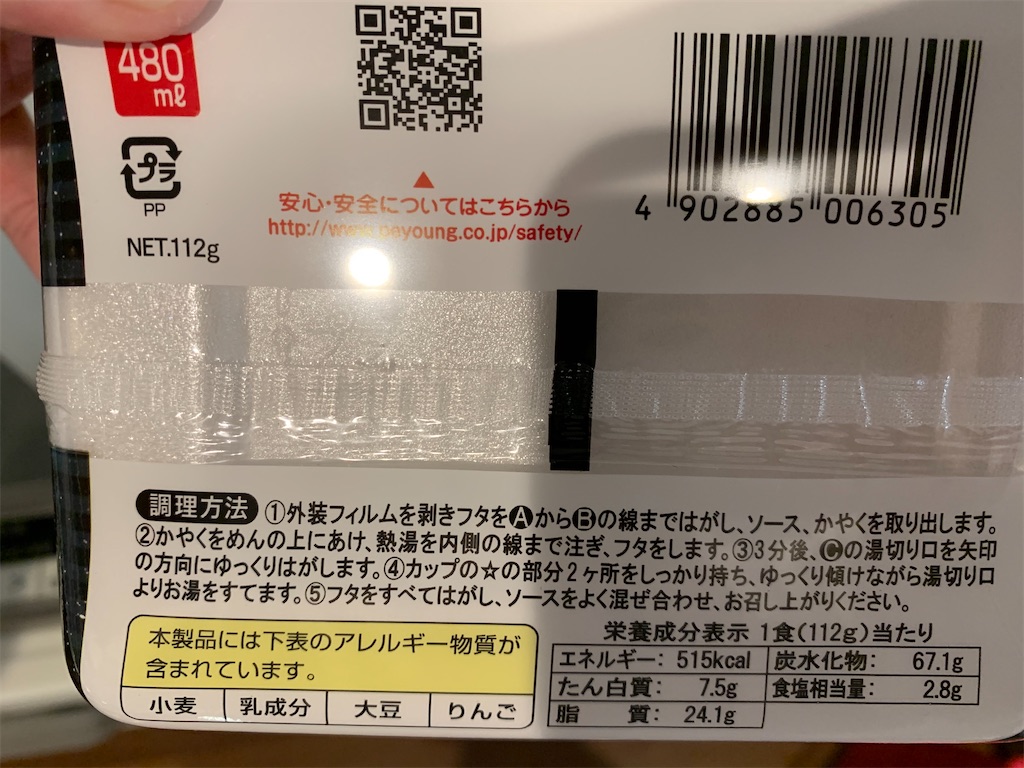 480
mℓ
プラ
PP
NET.112g
安心・安全についてはこちらから
http://www.peyoung.co.jp/safety/
4 902885 006305
調理方法 ①外装フィルムを剥きフタをⒶからⒷの線まではがし、ソース、かやくを取り出します。
②かやくをめんの上にあけ、熱湯を内側の線まで注ぎ、フタをします。③3分後、Ⓒの湯切り口を矢印
の方向にゆっくりはがします。④カップの☆の部分2ヶ所をしっかり持ち、ゆっくり傾けながら湯切り口
よりお湯をすてます。⑤フタをすべてはがし、ソースをよく混ぜ合わせ、お召し上がりください。
本製品には下表のアレルギー物質が
含まれています。
小麦 乳成分 大豆 りんご
栄養成分表示 1食(112g)当たり
エネルギー: 515kcal 炭水化物: 67.1g
たん白質: 7.5g 食塩相当量: 2.8g
脂 質: 24.1g